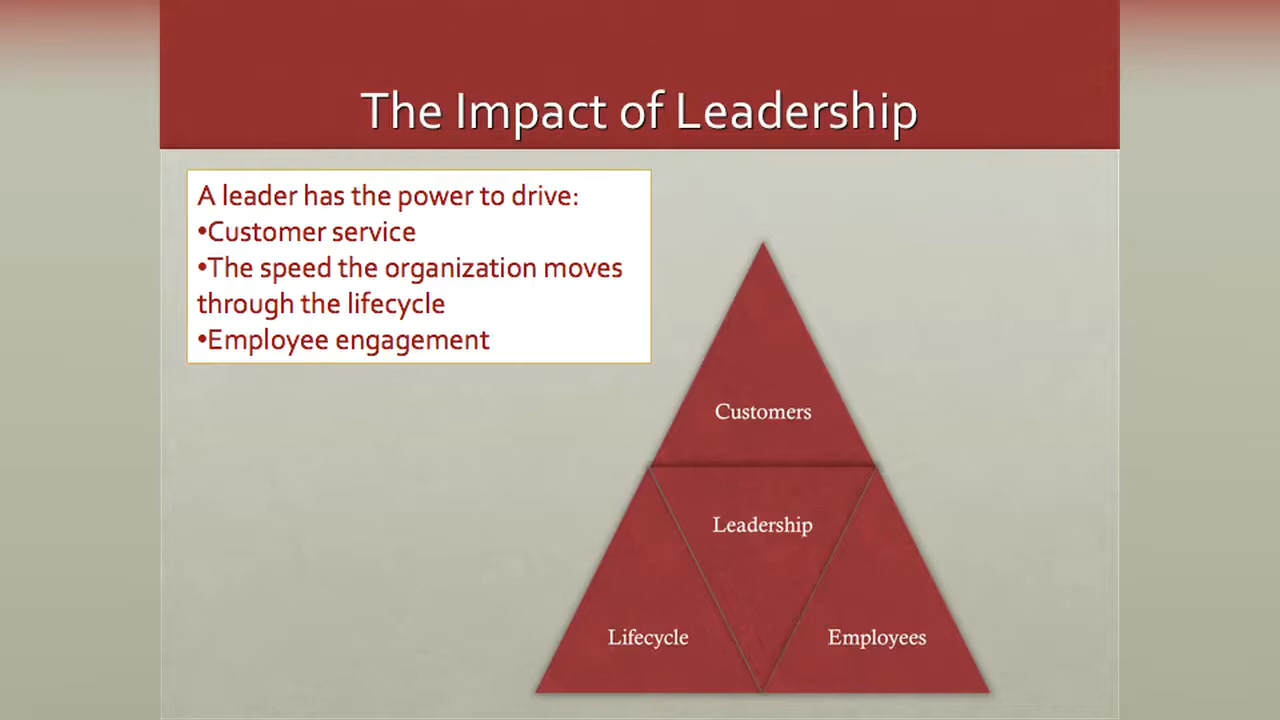 The Impact of Leadership
A leader has the power to drive:
•Customer service
•The speed the organization moves
through the lifecycle
•Employee engagement
Customers
Leadership
Lifecycle
Employees